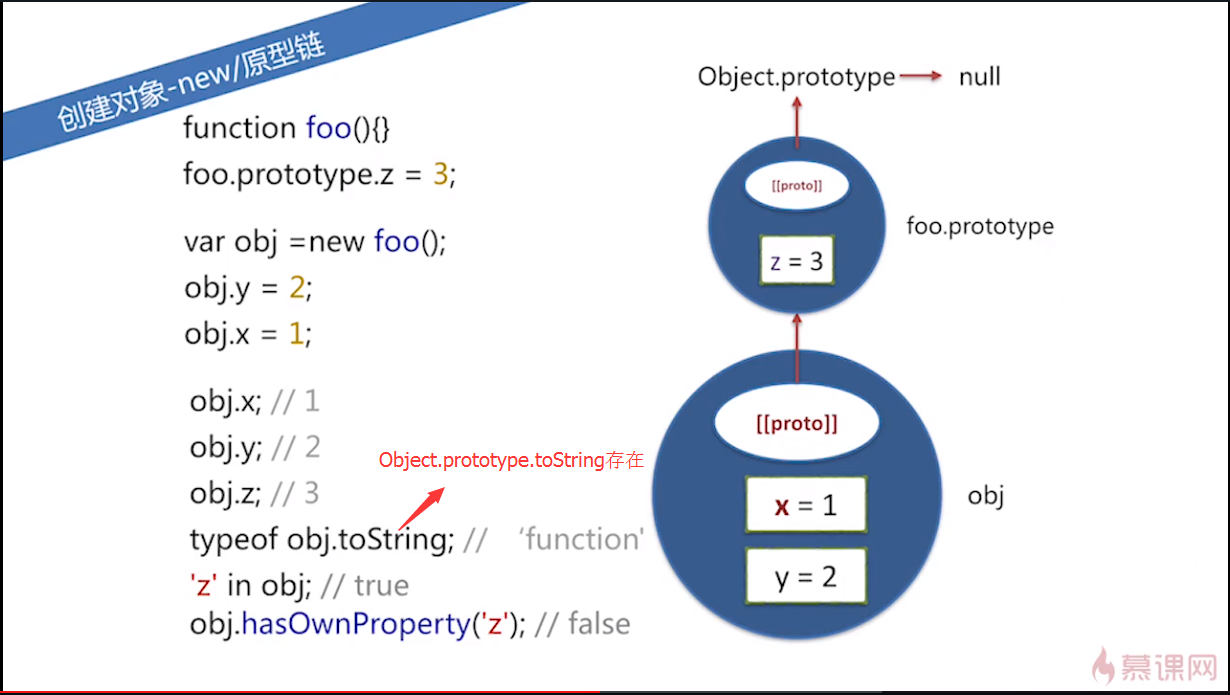 创建对象-new/原型链
function foo(){}
foo.prototype.z = 3;
var obj =new foo();
obj.y = 2;
obj.x = 1;
obj.x; // 1
obj.y; // 2
obj.z; // 3
Object.prototype.toString存在
typeof obj.toString; // ‘function'
'z' in obj; // true
obj.hasOwnProperty('z'); // false
Object.prototype
null
[[proto]]
z = 3
foo.prototype
[[proto]]
x = 1
y = 2
obj
慕课网